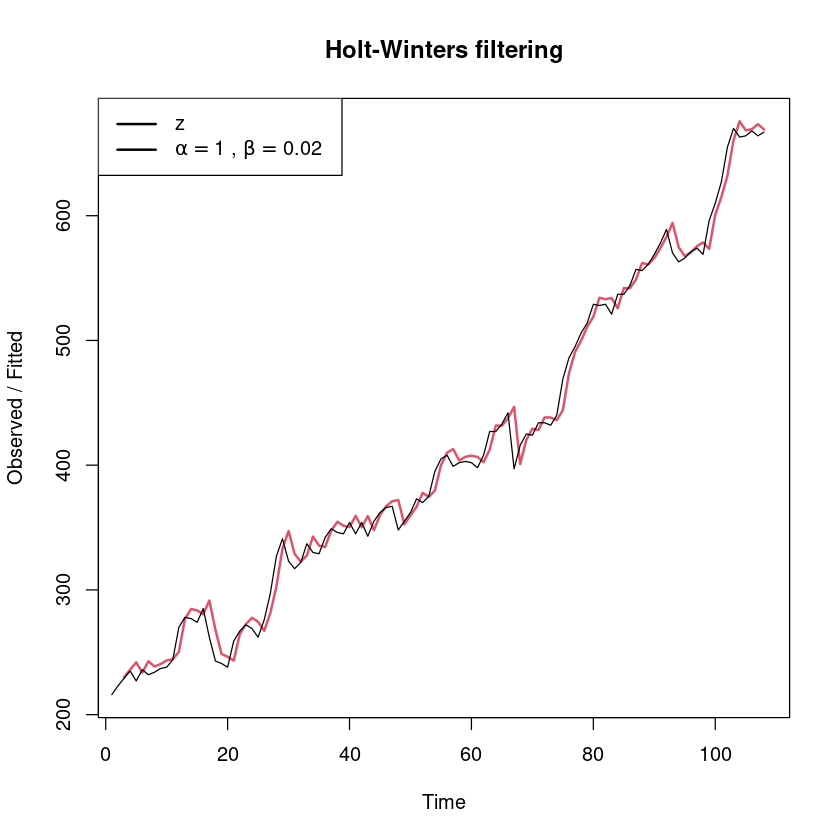 Holt-Winters filtering
z
α = 1 , β = 0.02
Observed / Fitted
600
500
400
300
200
0 20 40 60 80 100
Time